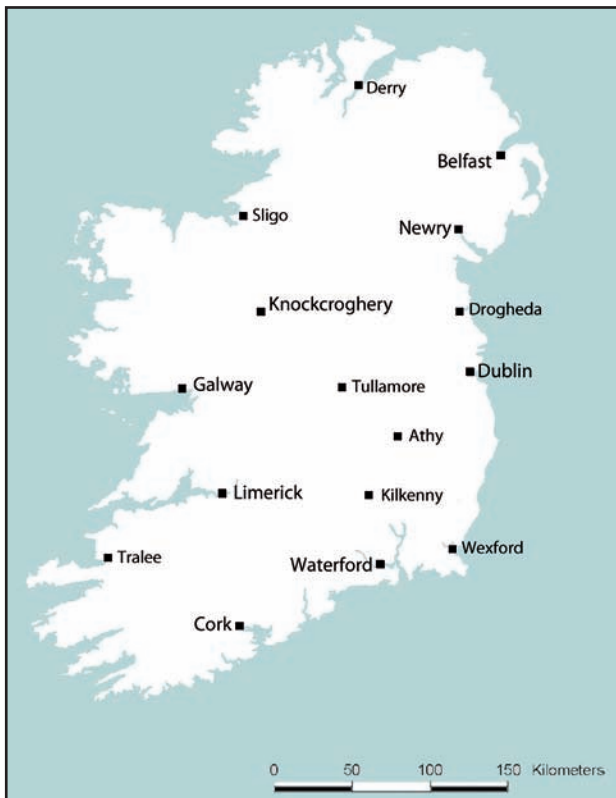 Derry
Belfast
Sligo
Newry
Knockcroghery
Drogheda
Dublin
Galway
Tullamore
Athy
Limerick
Kilkenny
Wexford
Tralee
Waterford
Cork
0 50 100 150 Kilometers